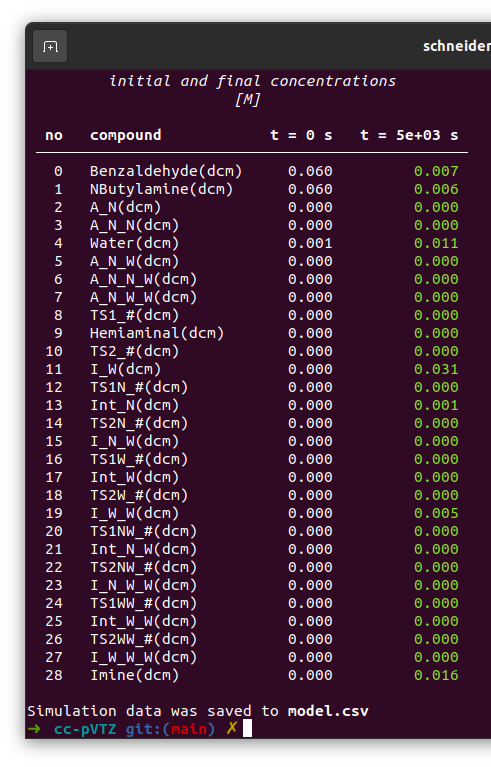 schneider
initial and final concentrations
[M]
no compound t = 0 s t = 5e+03 s
0 Benzaldehyde(dcm) 0.060 0.007
1 NButylamine(dcm) 0.060 0.006
2 A_N(dcm) 0.000 0.000
3 A_N_N(dcm) 0.000 0.000
4 Water(dcm) 0.001 0.011
5 A_N_W(dcm) 0.000 0.000
6 A_N_N_W(dcm) 0.000 0.000
7 A_N_W_W(dcm) 0.000 0.000
8 TS1_#(dcm) 0.000 0.000
9 Hemiaminal(dcm) 0.000 0.000
10 TS2_#(dcm) 0.000 0.000
11 I_W(dcm) 0.000 0.031
12 TS1N_#(dcm) 0.000 0.000
13 Int_N(dcm) 0.000 0.001
14 TS2N_#(dcm) 0.000 0.000
15 I_N_W(dcm) 0.000 0.000
16 TS1W_#(dcm) 0.000 0.000
17 Int_W(dcm) 0.000 0.000
18 TS2W_#(dcm) 0.000 0.000
19 I_W_W(dcm) 0.000 0.005
20 TS1NW_#(dcm) 0.000 0.000
21 Int_N_W(dcm) 0.000 0.000
22 TS2NW_#(dcm) 0.000 0.000
23 I_N_W_W(dcm) 0.000 0.000
24 TS1WW_#(dcm) 0.000 0.000
25 Int_W_W(dcm) 0.000 0.000
26 TS2WW_#(dcm) 0.000 0.000
27 I_W_W_W(dcm) 0.000 0.000
28 Imine(dcm) 0.000 0.016
Simulation data was saved to model.csv
➜ cc-pVTZ git:(main) ✗